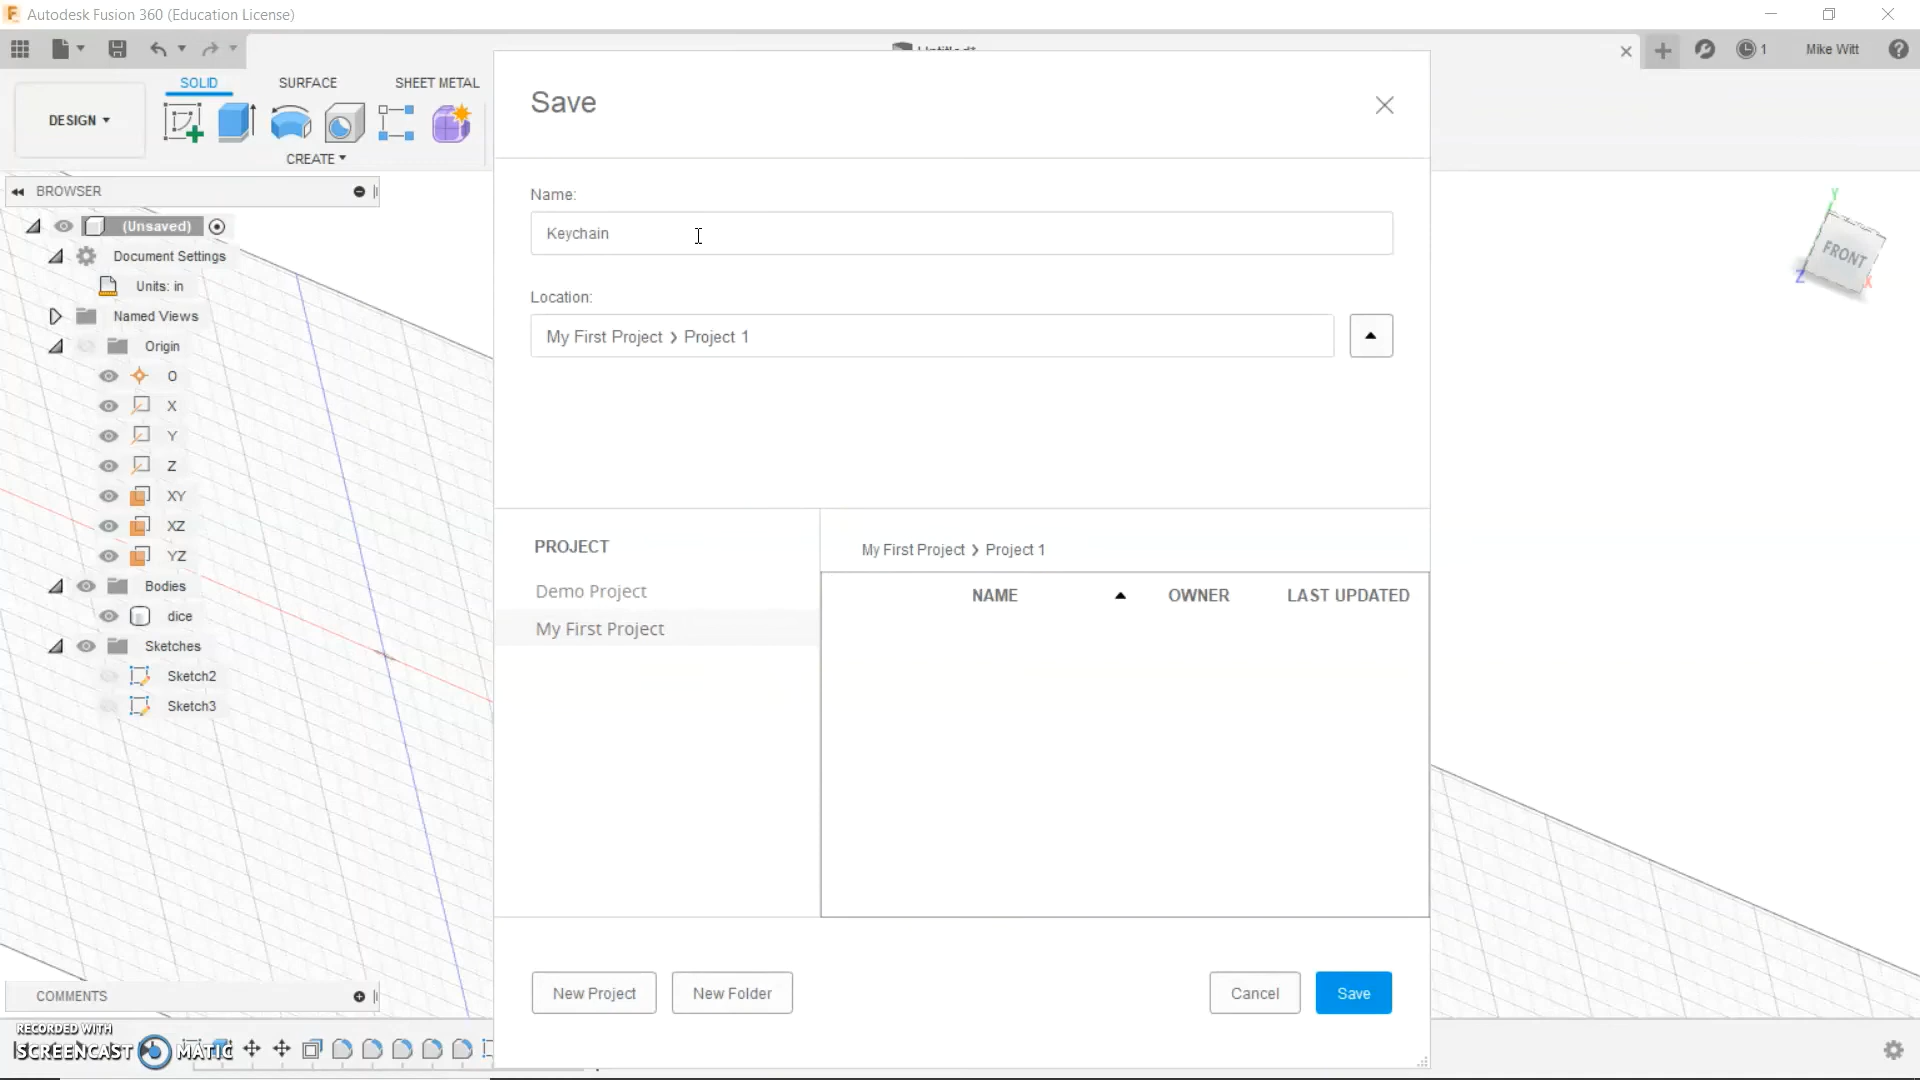 Autodesk Fusion 360 (Education License)
Untitled*
1
Mike Witt
SOLID
SURFACE
SHEET METAL
DESIGN
CREATE
BROWSER
(Unsaved)
Document Settings
Units: in
Named Views
Origin
O
X
Y
Z
XY
XZ
YZ
Bodies
dice
Sketches
Sketch2
Sketch3
COMMENTS
RECORDED WITH
SCREENCAST MATIC
Save
Name:
Keychain
Location:
My First Project > Project 1
PROJECT
Demo Project
My First Project
My First Project > Project 1
NAME
OWNER
LAST UPDATED
New Project
New Folder
Cancel
Save
Y
FRONT
Z
X